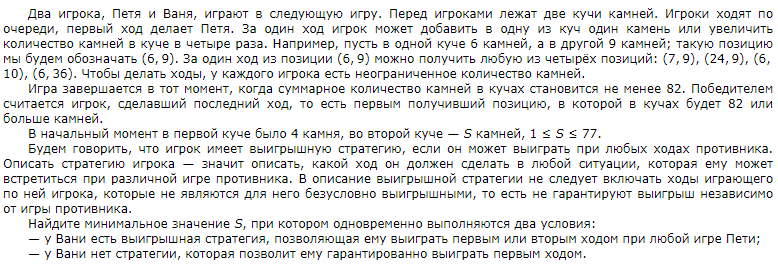 Два игрока, Петя и Ваня, играют в следующую игру. Перед игроками лежат две кучи камней. Игроки ходят по
очереди, первый ход делает Петя. За один ход игрок может добавить в одну из куч один камень или увеличить
количество камней в куче в четыре раза. Например, пусть в одной куче 6 камней, а в другой 9 камней; такую позицию
мы будем обозначать (6, 9). За один ход из позиции (6, 9) можно получить любую из четырёх позиций: (7, 9), (24, 9), (6,
10), (6, 36). Чтобы делать ходы, у каждого игрока есть неограниченное количество камней.
Игра завершается в тот момент, когда суммарное количество камней в кучах становится не менее 82. Победителем
считается игрок, сделавший последний ход, то есть первым получивший позицию, в которой в кучах будет 82 или
больше камней.
В начальный момент в первой куче было 4 камня, во второй куче — S камней, 1 ≤ S ≤ 77.
Будем говорить, что игрок имеет выигрышную стратегию, если он может выиграть при любых ходах противника.
Описать стратегию игрока — значит описать, какой ход он должен сделать в любой ситуации, которая ему может
встретиться при различной игре противника. В описание выигрышной стратегии не следует включать ходы играющего
по ней игрока, которые не являются для него безусловно выигрышными, то есть не гарантируют выигрыш независимо
от игры противника.
Найдите минимальное значение S, при котором одновременно выполняются два условия:
— у Вани есть выигрышная стратегия, позволяющая ему выиграть первым или вторым ходом при любой игре Пети;
— у Вани нет стратегии, которая позволит ему гарантированно выиграть первым ходом.